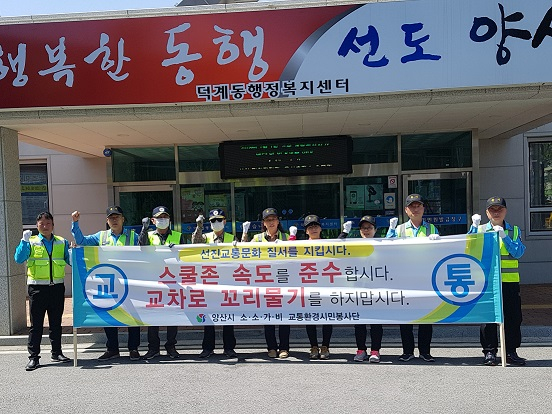 행복한 동행 선도 양산
덕계동행정복지센터
선진교통문화 질서를 지킵시다.
교
스쿨존 속도를 준수합시다.
교차로 꼬리물기를 하지맙시다.
통
양산시 소·소·가·비 교통환경시민봉사단